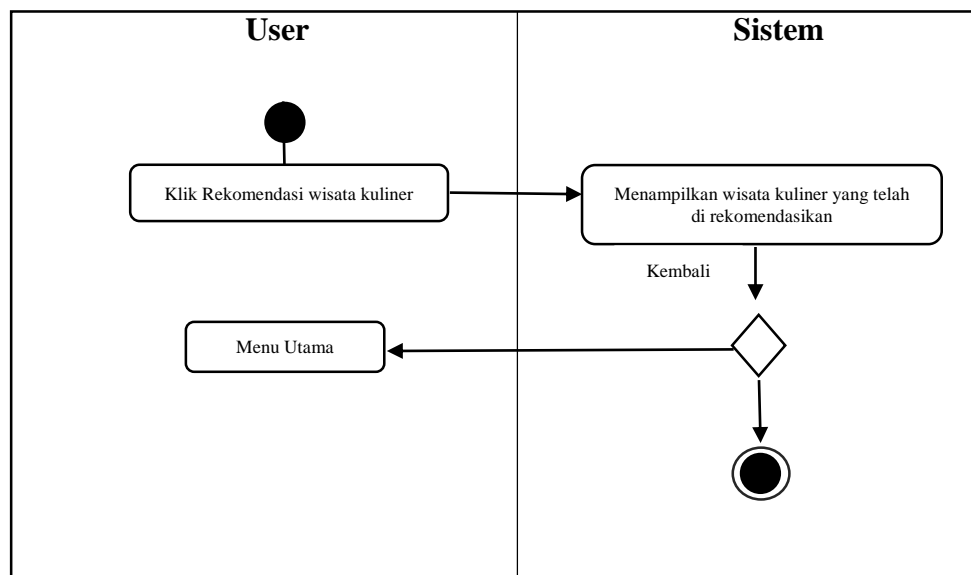 User
Sistem
Klik Rekomendasi wisata kuliner
Menampilkan wisata kuliner yang telah
di rekomendasikan
Kembali
Menu Utama